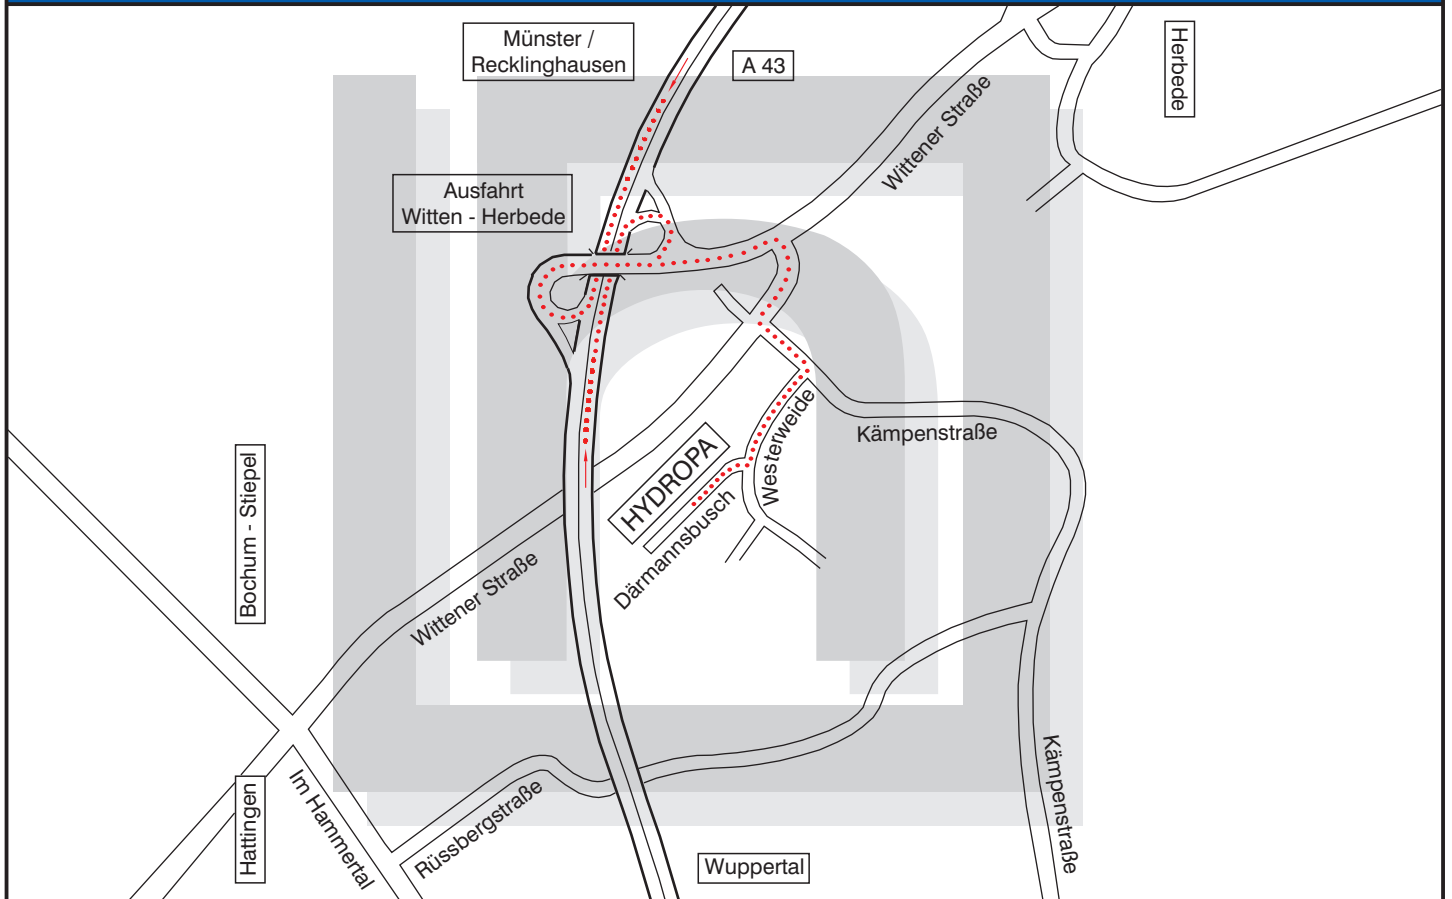 Münster /
Recklinghausen
A 43
Herbede
Wittener Straße
Ausfahrt
Witten - Herbede
Westerweide
Kämpenstraße
HYDROPA
Därmannsbusch
Bochum - Stiepel
Wittener Straße
Hattingen
Im Hammertal
Rüssbergstraße
Kämpenstraße
Wuppertal